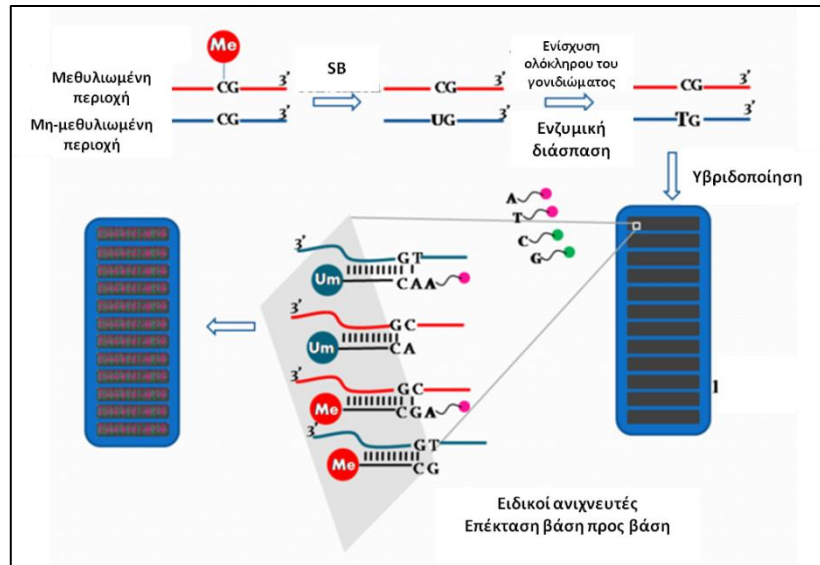 Me
Μεθυλιωμένη
περιοχή
CG
3’
Μη-μεθυλιωμένη
περιοχή
CG
3’
SB
CG
3’
UG
3’
Ενίσχυση
ολόκληρου του
γονιδιώματος
Ενζυμική
διάσπαση
CG
3’
TG
3’
Υβριδοποίηση
A
T
C
G
3’
GT
Um
CAA
3’
GC
Um
CA
3’
GC
Me
CGA
3’
GT
Me
CG
1
Ειδικοί ανιχνευτές
Επέκταση βάση προς βάση